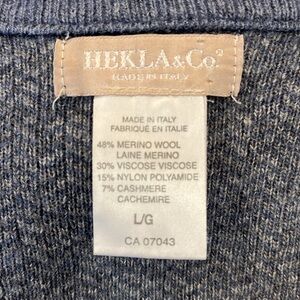 HEKLA&Co®
MADE IN ITALY
MADE IN ITALY
FABRIQUÉ EN ITALIE
48% MERINO WOOL
LAINE MERINO
30% VISCOSE VISCOSE
15% NYLON POLYAMIDE
7% CASHMERE
CACHEMIRE
L/G
CA 07043